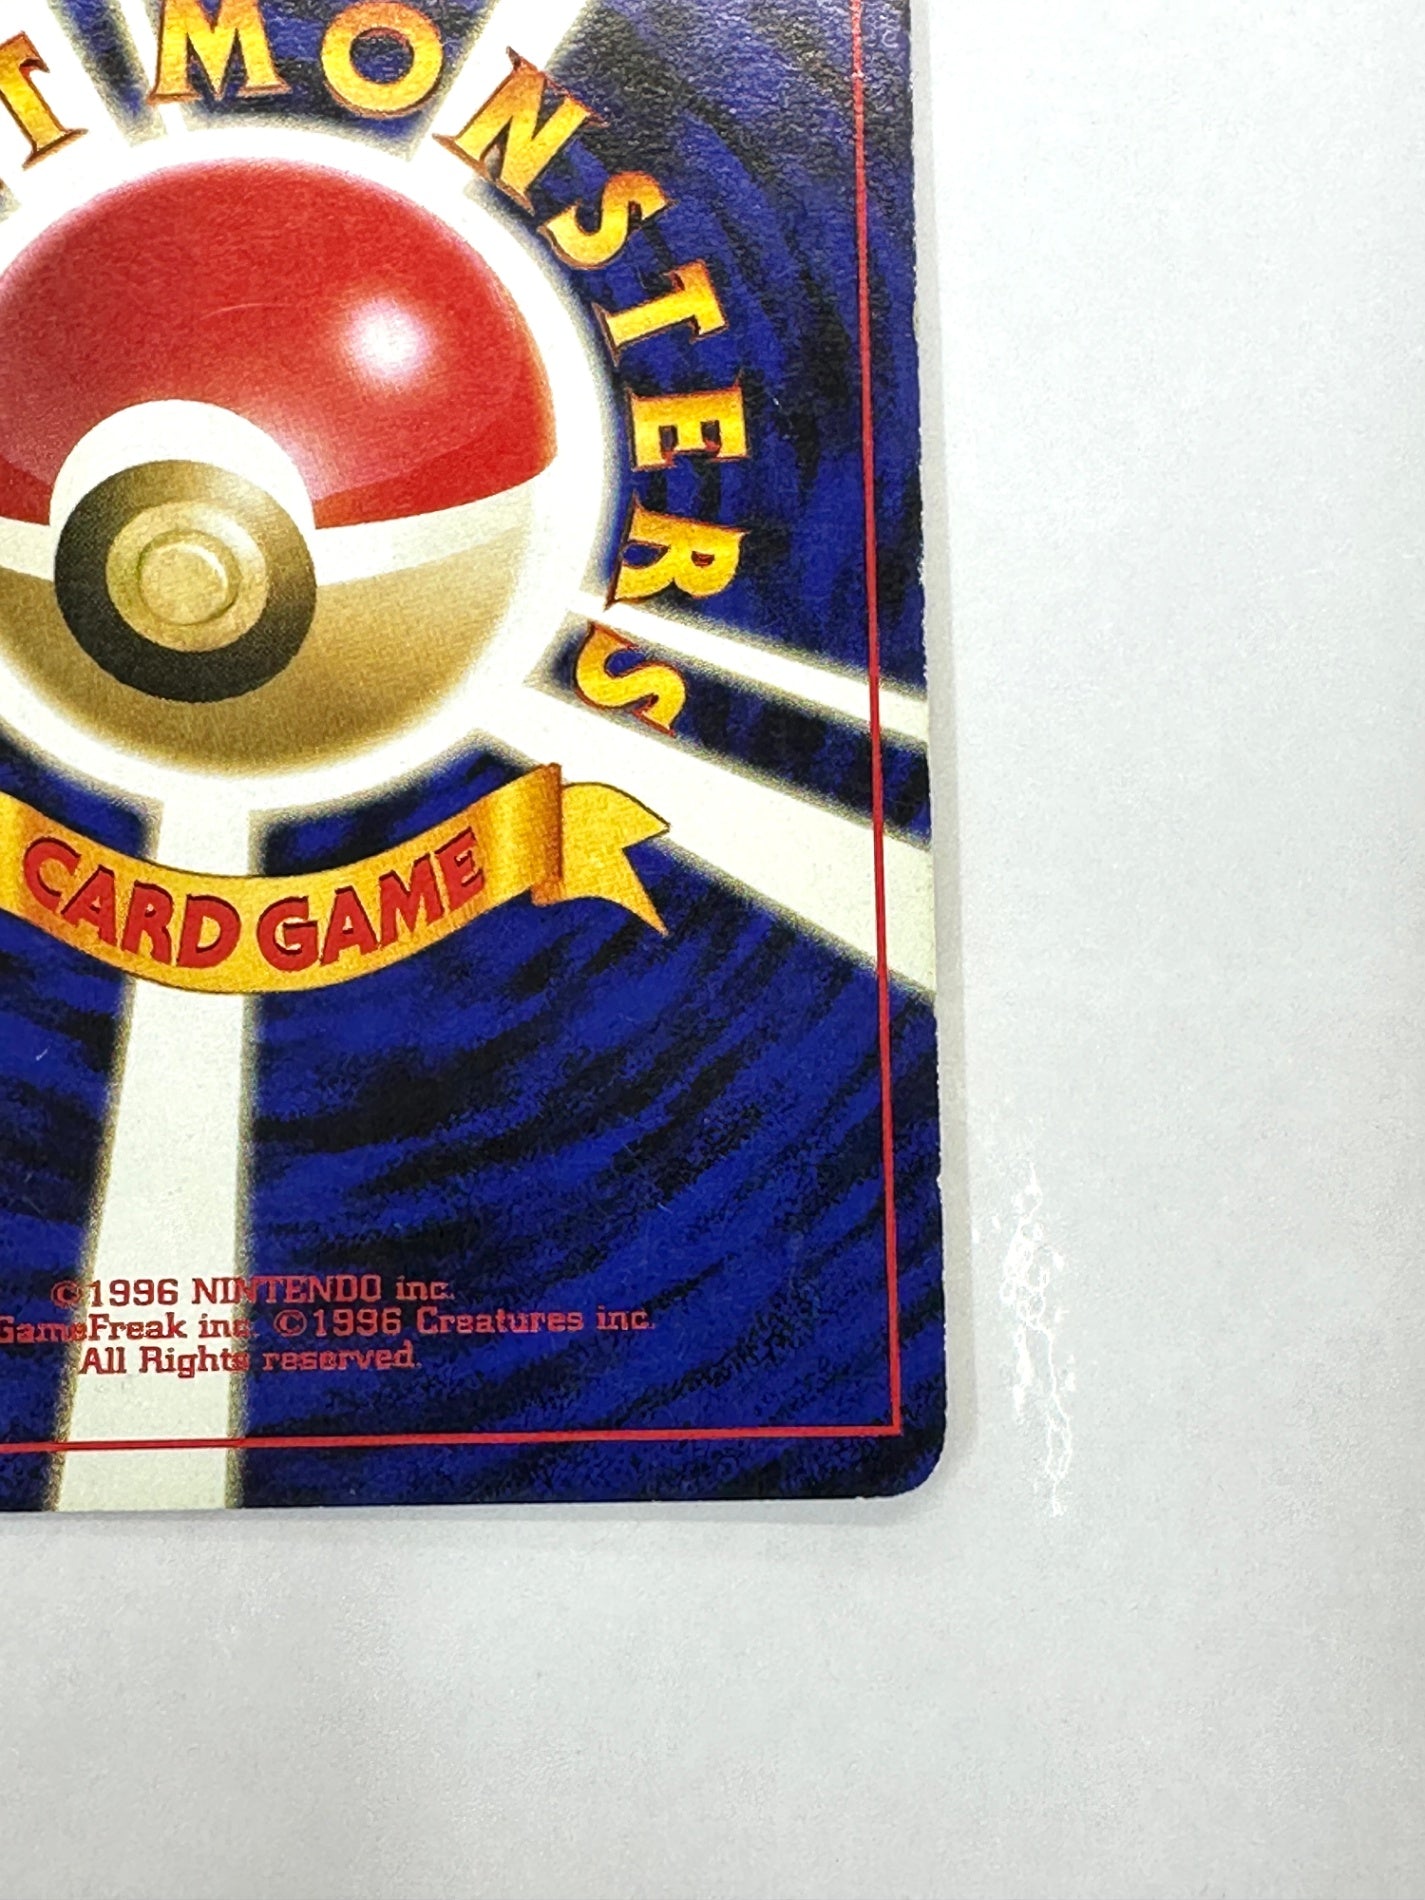 T MONSTERS
CARD GAME
©1996 NINTENDO inc.
GameFreak inc. ©1996 Creatures inc.
All Rights reserved.